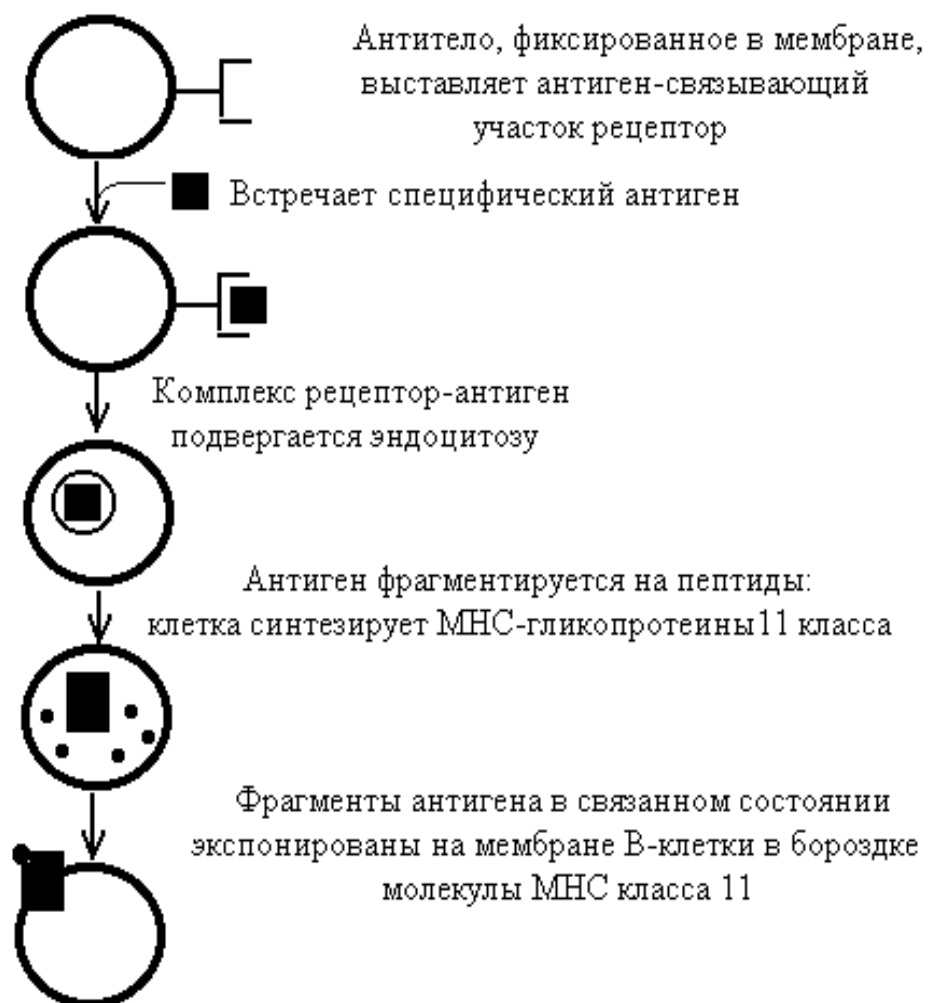 Антитело, фиксированное в мембране,
выставляет антиген-связывающий
участок рецептор
Встречает специфический антиген
Комплекс рецептор-антиген
подвергается эндоцитозу
Антиген фрагментируется на пептиды:
клетка синтезирует МНС-гликопротеины11 класса
Фрагменты антигена в связанном состоянии
экспонированы на мембране В-клетки в бороздке
молекулы МНС класса 11